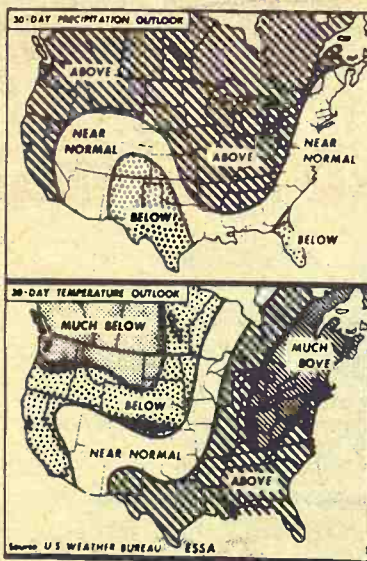 30-DAY PRECIPITATION OUTLOOK
ABOVE
NEAR
NORMAL
ABOVE
NEAR
NORMAL
BELOW
BELOW
30-DAY TEMPERATURE OUTLOOK
MUCH BELOW
MUCH
BOVE
BELOW
NEAR NORMAL
ABOVE
Source U S WEATHER BUREAU ESSA